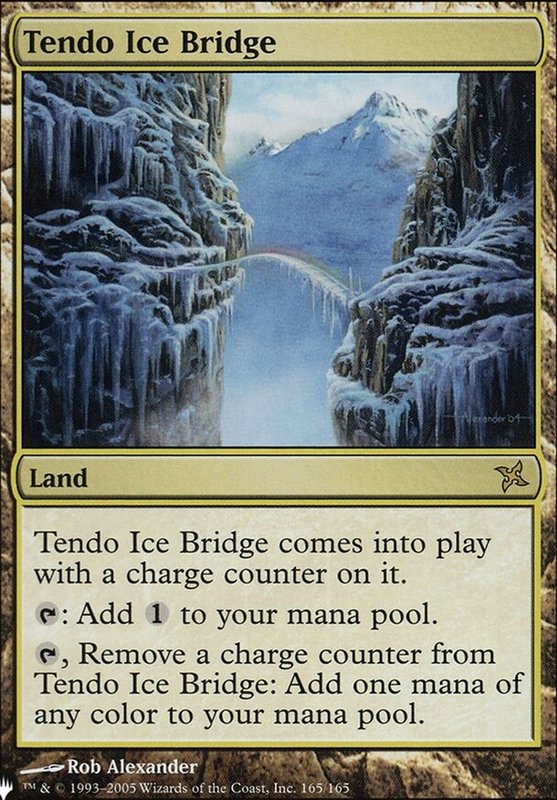 Tendo Ice Bridge
Alexander 04
Land
Tendo Ice Bridge comes into play
with a charge counter on it.
: Add 1 to your mana pool.
, Remove a charge counter from
Tendo Ice Bridge: Add one mana of
any color to your mana pool.
Rob Alexander
™ & © 1993–2005 Wizards of the Coast, Inc. 165/165